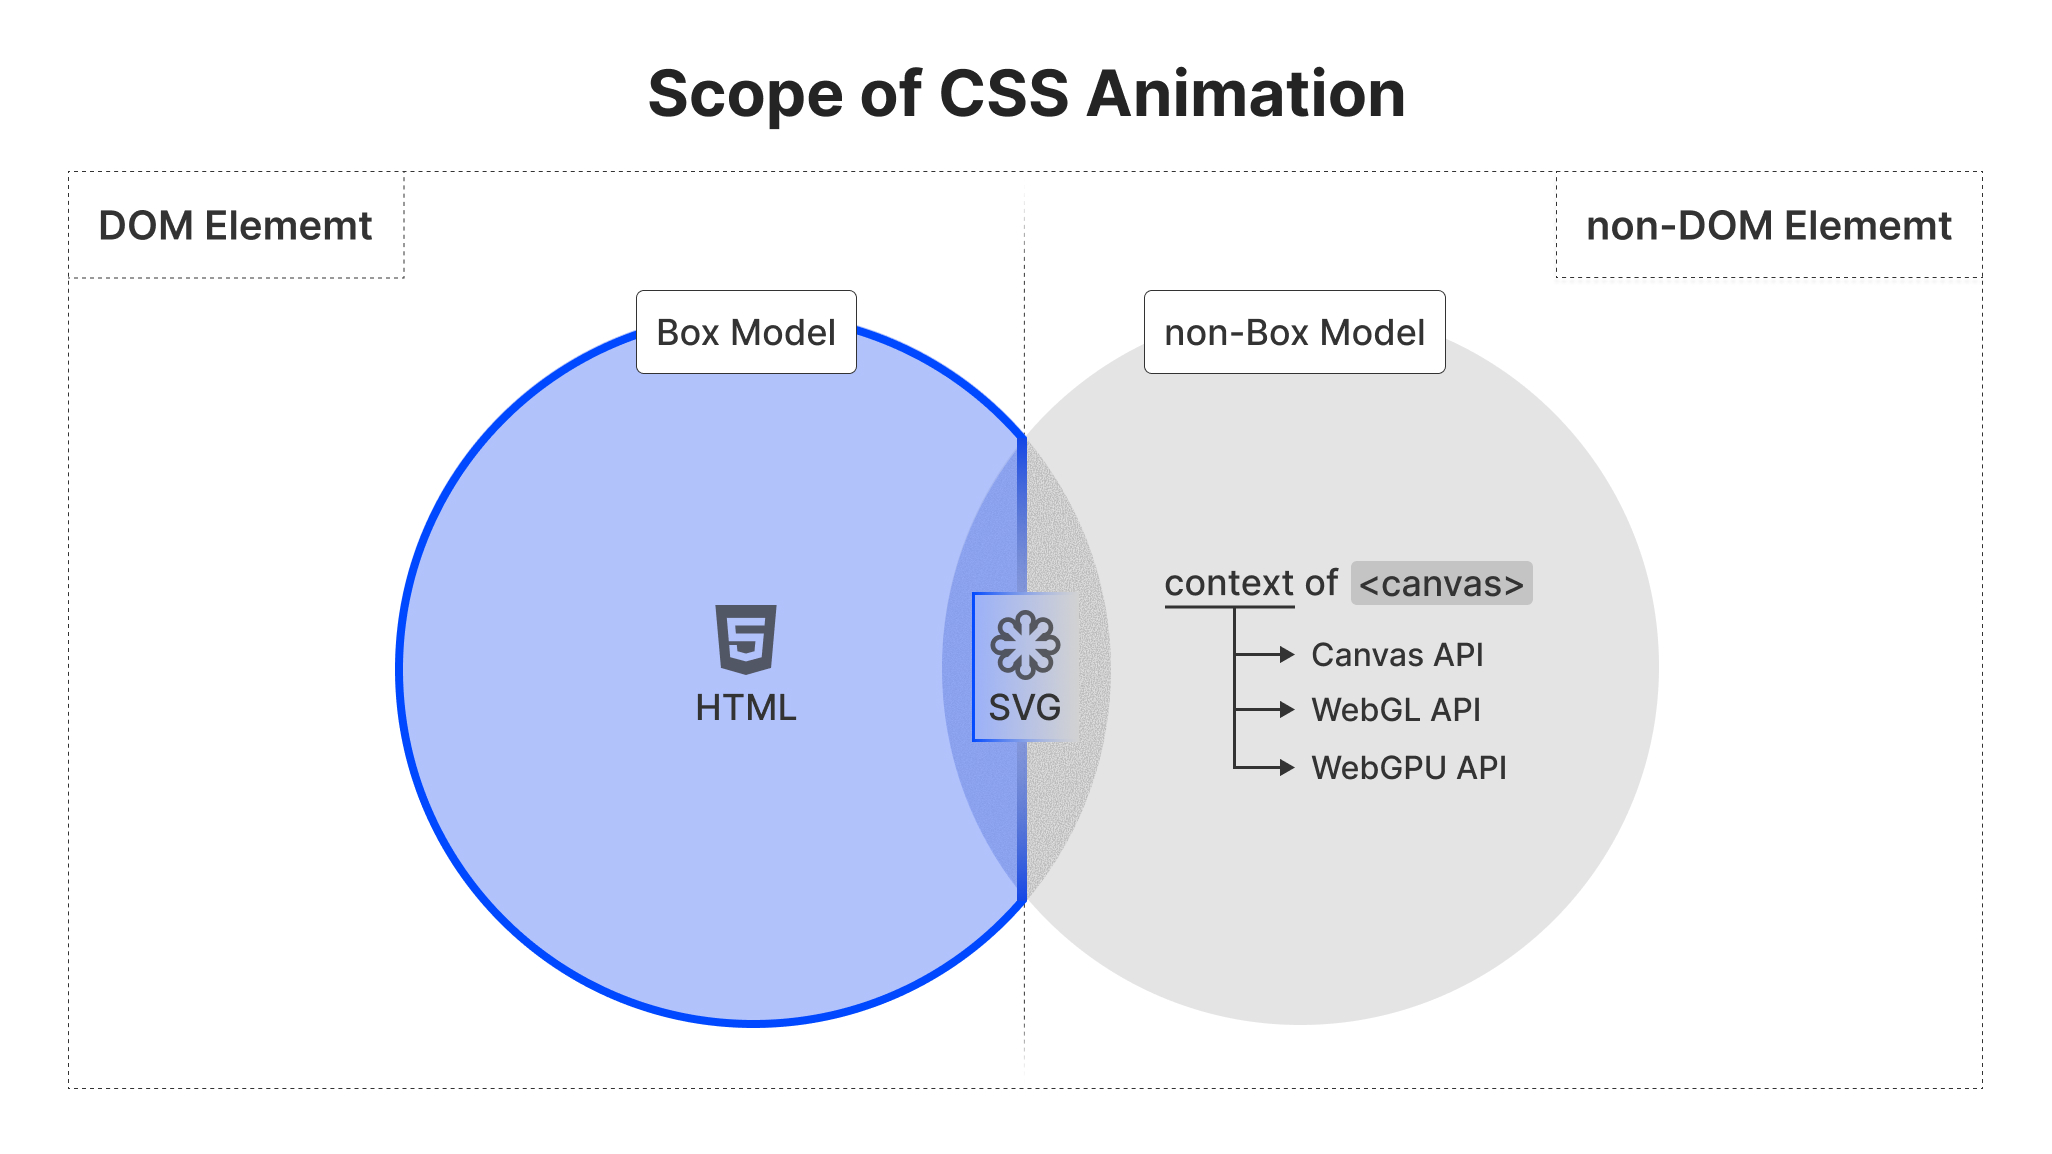 Scope of CSS Animation
DOM Elememt
non-DOM Elememt
Box Model
non-Box Model
HTML
SVG
context of <canvas>
Canvas API
WebGL API
WebGPU API